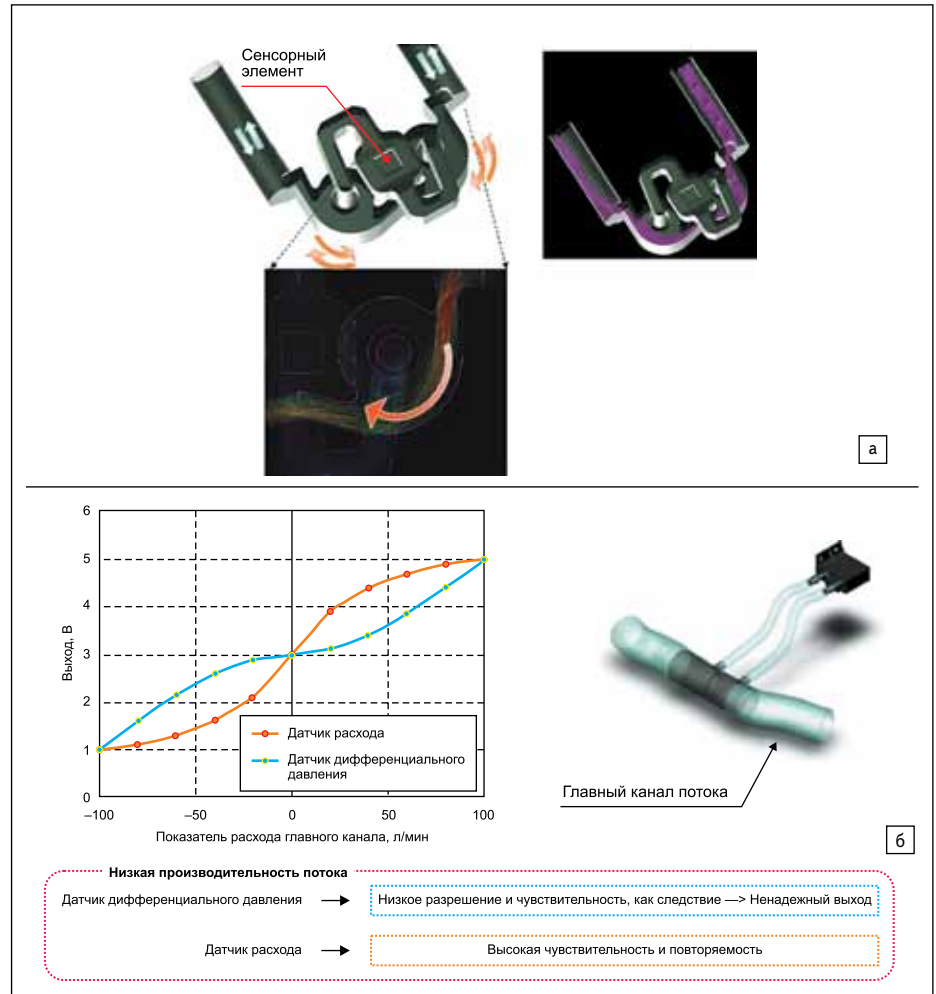 Сенсорный
элемент
а
6
5
4
3
2
1
0
Выход, В
–100
–50
0
50
100
Показатель расхода главного канала, л/мин
Датчик расхода
Датчик дифференциального
давления
Главный канал потока
б
Низкая производительность потока
Датчик дифференциального давления
Низкое разрешение и чувствительность, как следствие —> Ненадежный выход
Датчик расхода
Высокая чувствительность и повторяемость